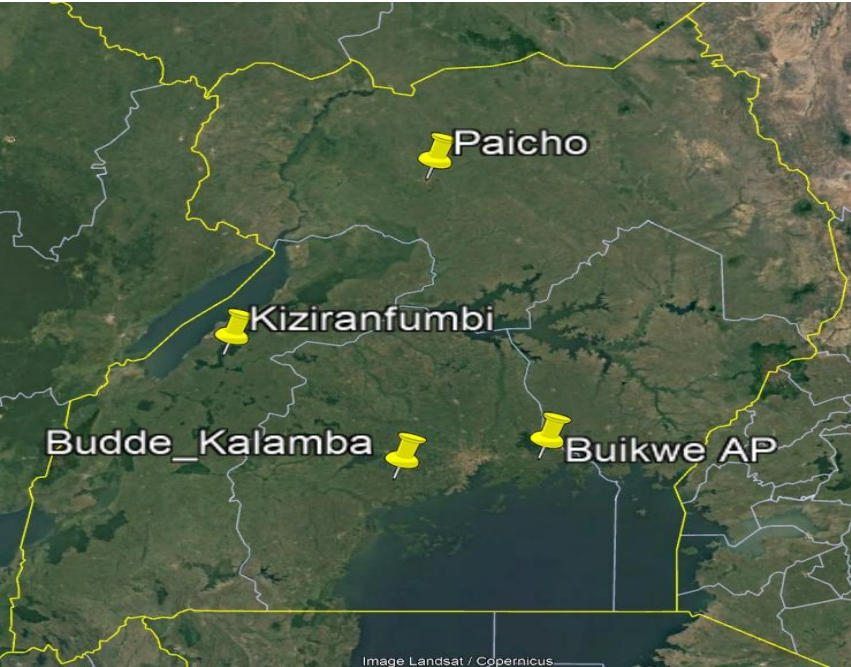 Paicho
Kiziranfumbi
Budde_Kalamba
Buikwe AP
Image Landsat / Copernicus